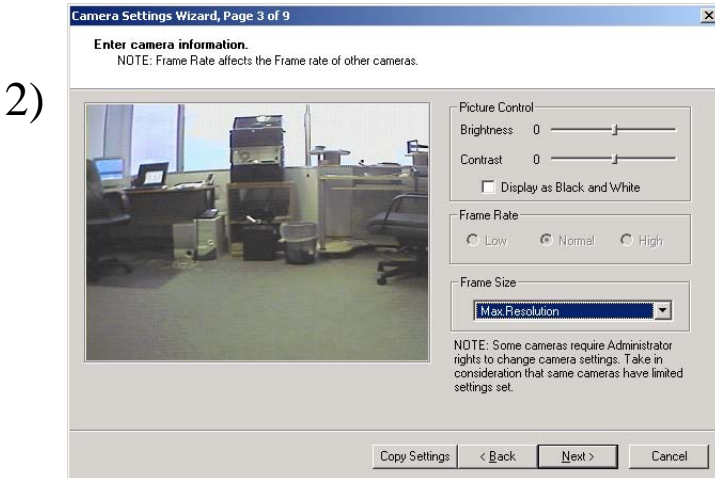 Camera Settings Wizard, Page 3 of 9
Enter camera information.
NOTE: Frame Rate affects the Frame rate of other cameras.
2)
Picture Control
Brightness 0
Contrast 0
Display as Black and White
Frame Rate
Low Normal High
Frame Size
Max.Resolution
NOTE: Some cameras require Administrator
rights to change camera settings. Take in
consideration that same cameras have limited
settings set.
Copy Settings < Back Next > Cancel